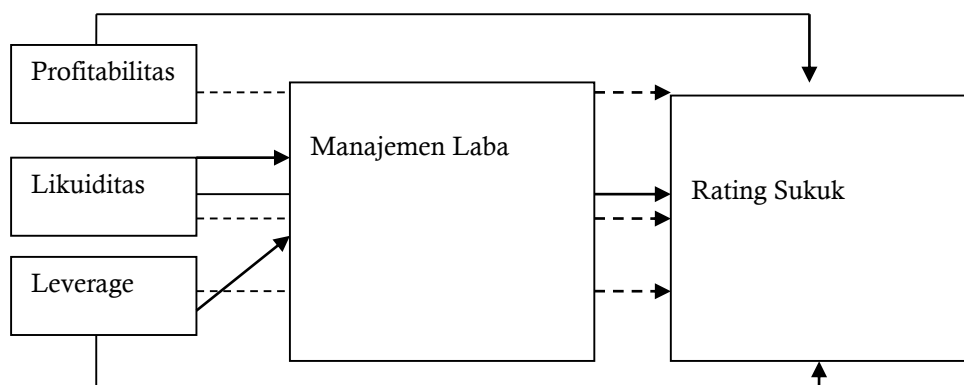 Profitabilitas
Manajemen Laba
Likuiditas
Rating Sukuk
Leverage